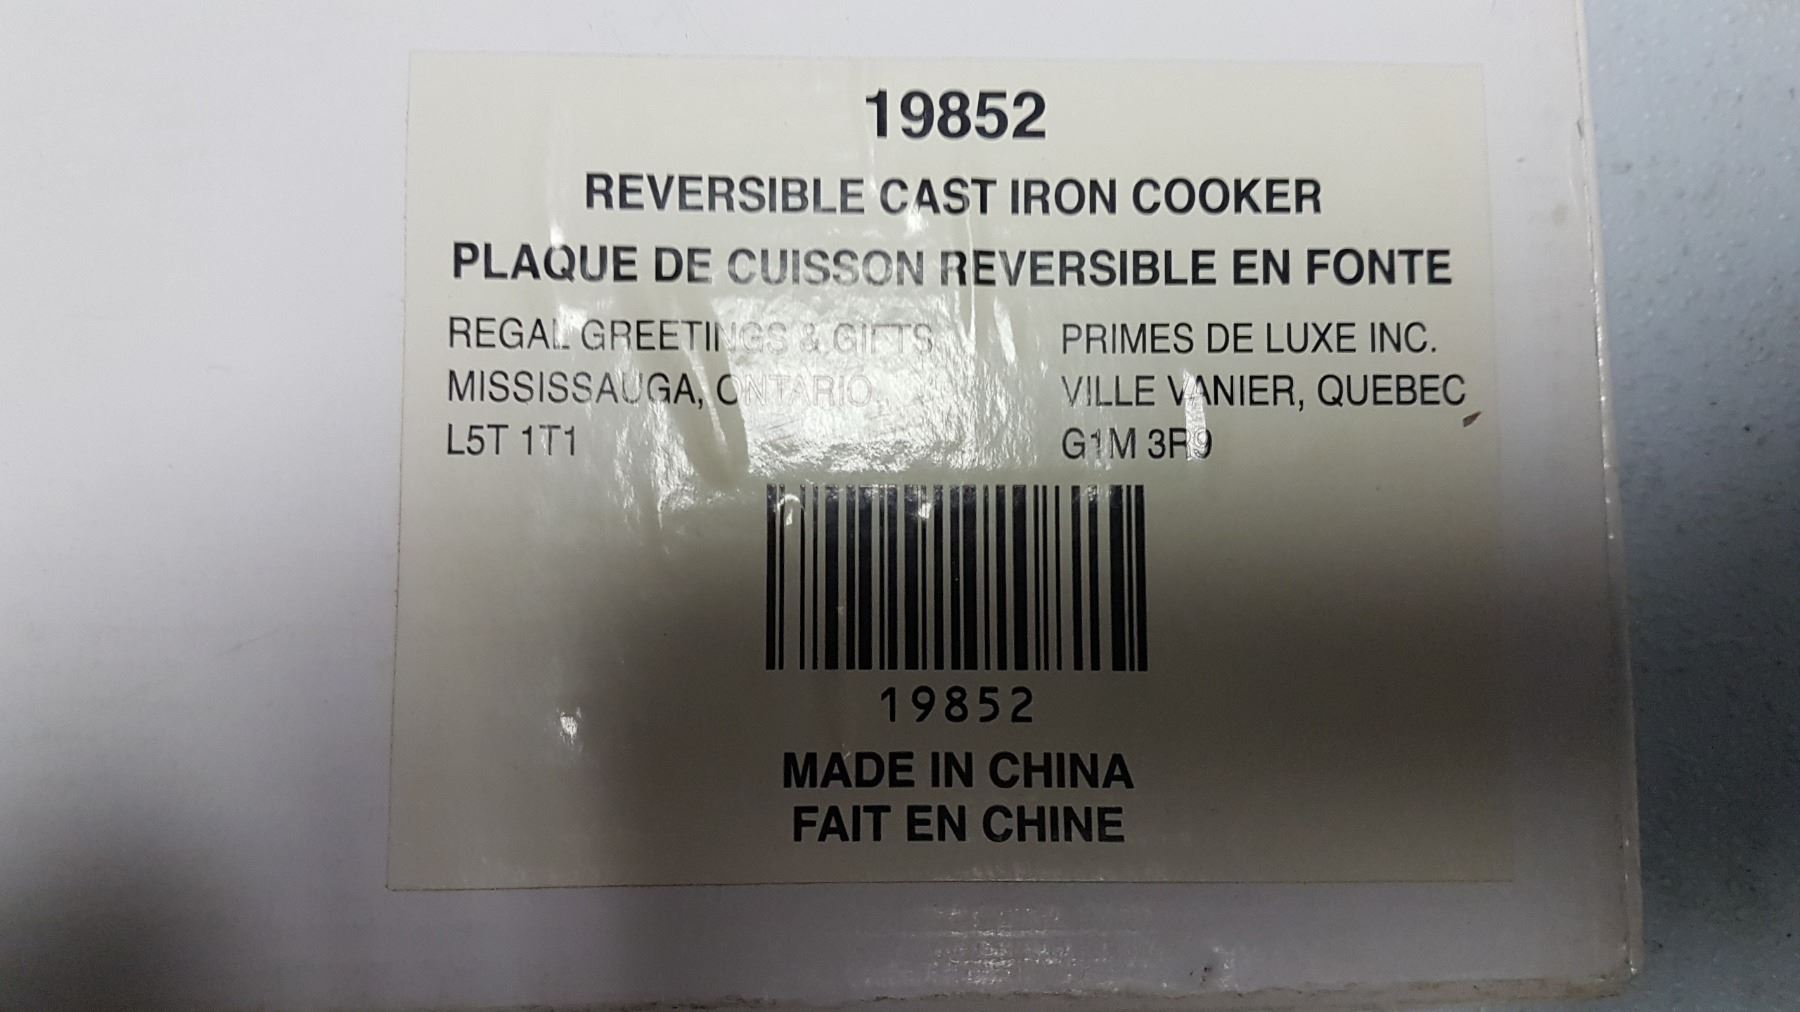 19852
REVERSIBLE CAST IRON COOKER
PLAQUE DE CUISSON REVERSIBLE EN FONTE
REGAL GREETINGS & GIFTS
MISSISSAUGA, ONTARIO
L5T 1T1
PRIMES DE LUXE INC.
VILLE VANIER, QUEBEC
G1M 3R9
19852
MADE IN CHINA
FAIT EN CHINE